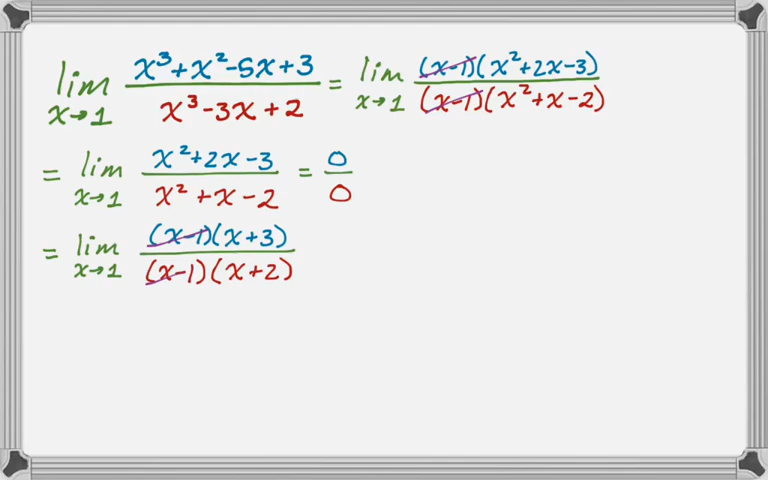 lim x→1 (x³+x²-5x+3)/(x³-3x+2) = lim x→1 ((x-1)(x²+2x-3))/((x-1)(x²+x-2))
= lim x→1 (x²+2x-3)/(x²+x-2) = 0/0
= lim x→1 ((x-1)(x+3))/((x-1)(x+2))